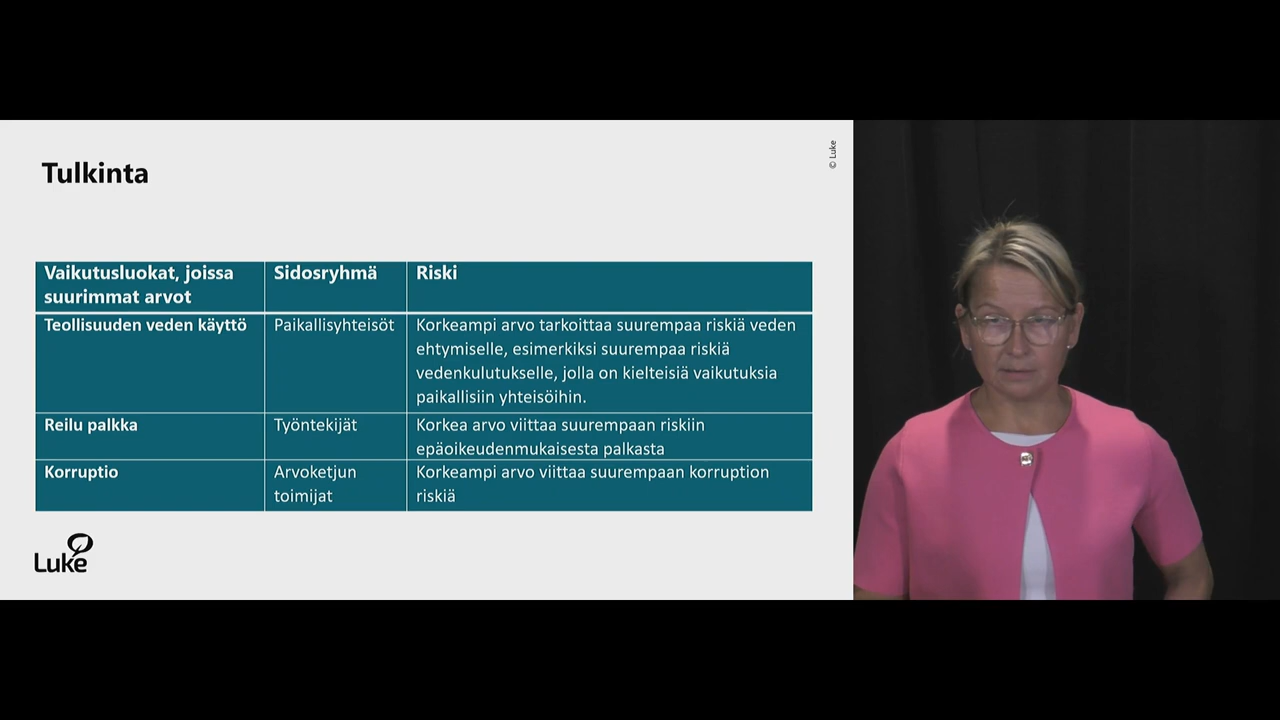 Tulkinta
© Luke
Vaikutusluokat, joissa
suurimmat arvot
Sidosryhmä
Riski
Teollisuuden veden käyttö
Paikallisyhteisöt
Korkeampi arvo tarkoittaa suurempaa riskiä veden
ehtymiselle, esimerkiksi suurempaa riskiä
vedenkulutukselle, jolla on kielteisiä vaikutuksia
paikallisiin yhteisöihin.
Reilu palkka
Työntekijät
Korkea arvo viittaa suurempaan riskiin
epäoikeudenmukaisesta palkasta
Korruptio
Arvoketjun
toimijat
Korkeampi arvo viittaa suurempaan korruption
riskiä
Luke